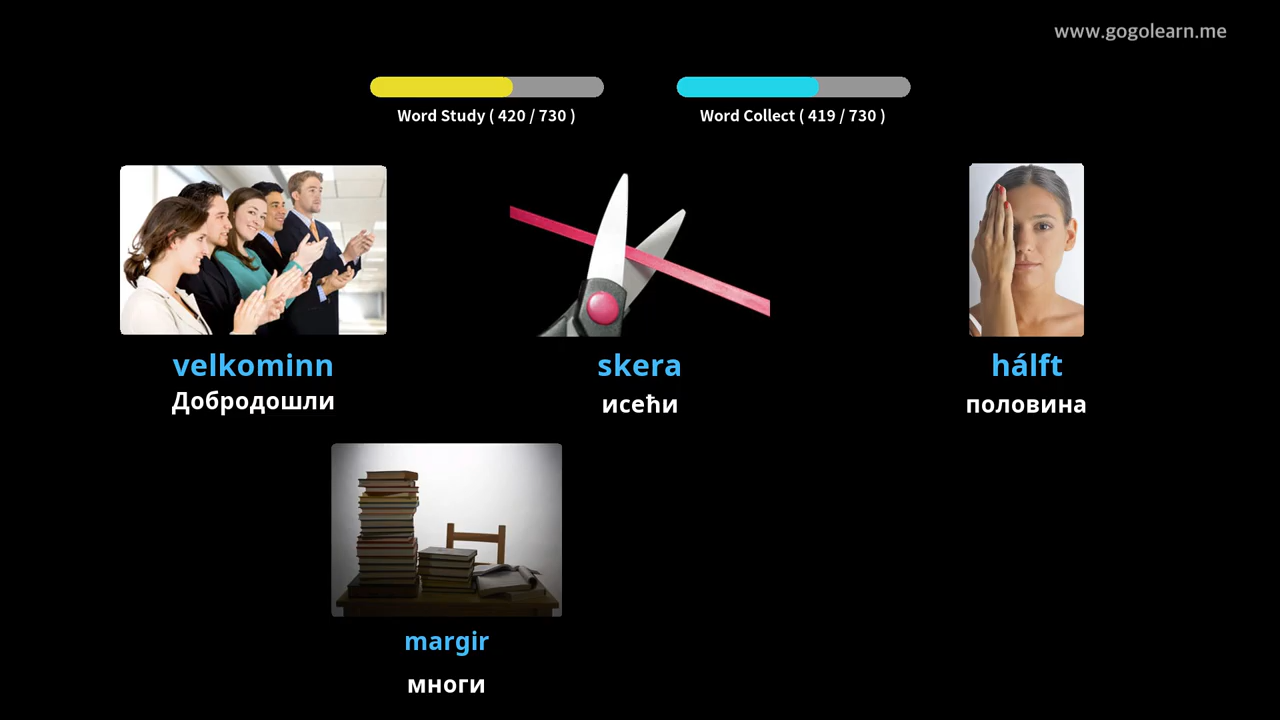 www.gogolearn.me
Word Study ( 420 / 730 )
Word Collect ( 419 / 730 )
velkominn
Добродошли
skera
исећи
hálft
половина
margir
многи